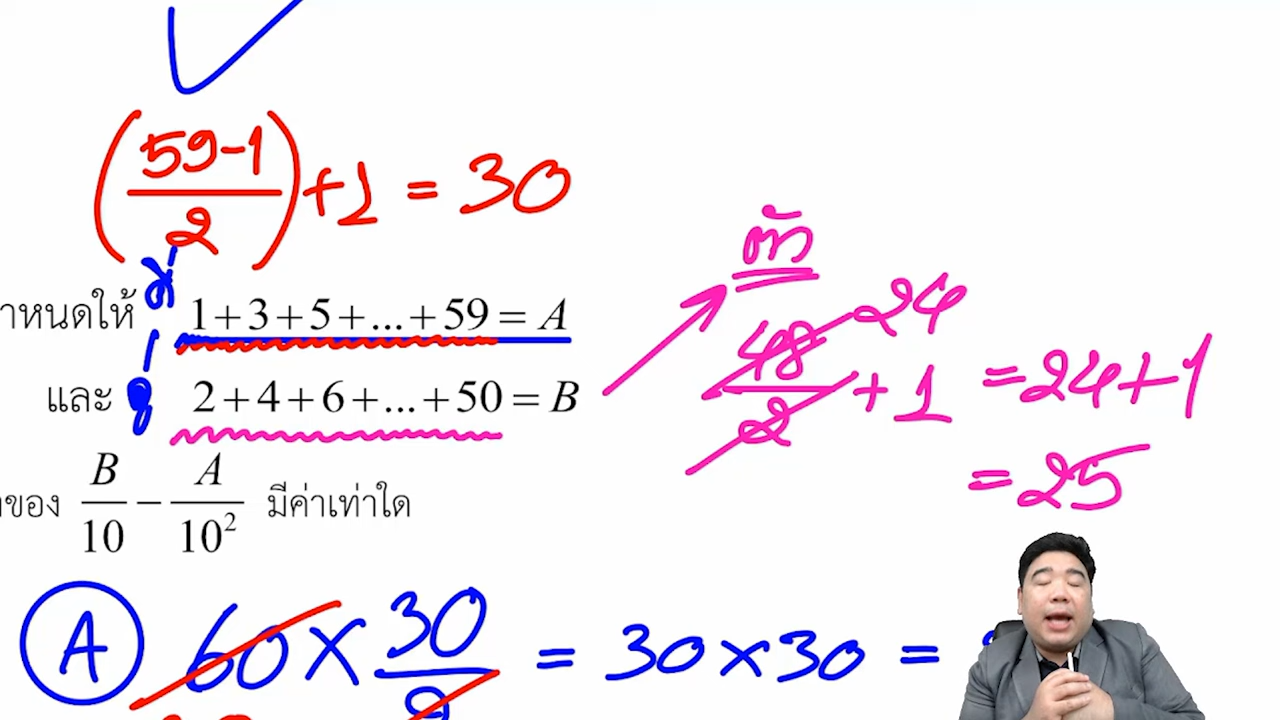 (59-1/2)+1 = 30
ำหนดให้ 1+3+5+...+59 = A
และ 2+4+6+...+50 = B
ของ B/10 − A/10² มีค่าเท่าใด
ตัว
24
48/2 + 1 = 24+1
= 25
A 60 × 30/2 = 30 × 30 =